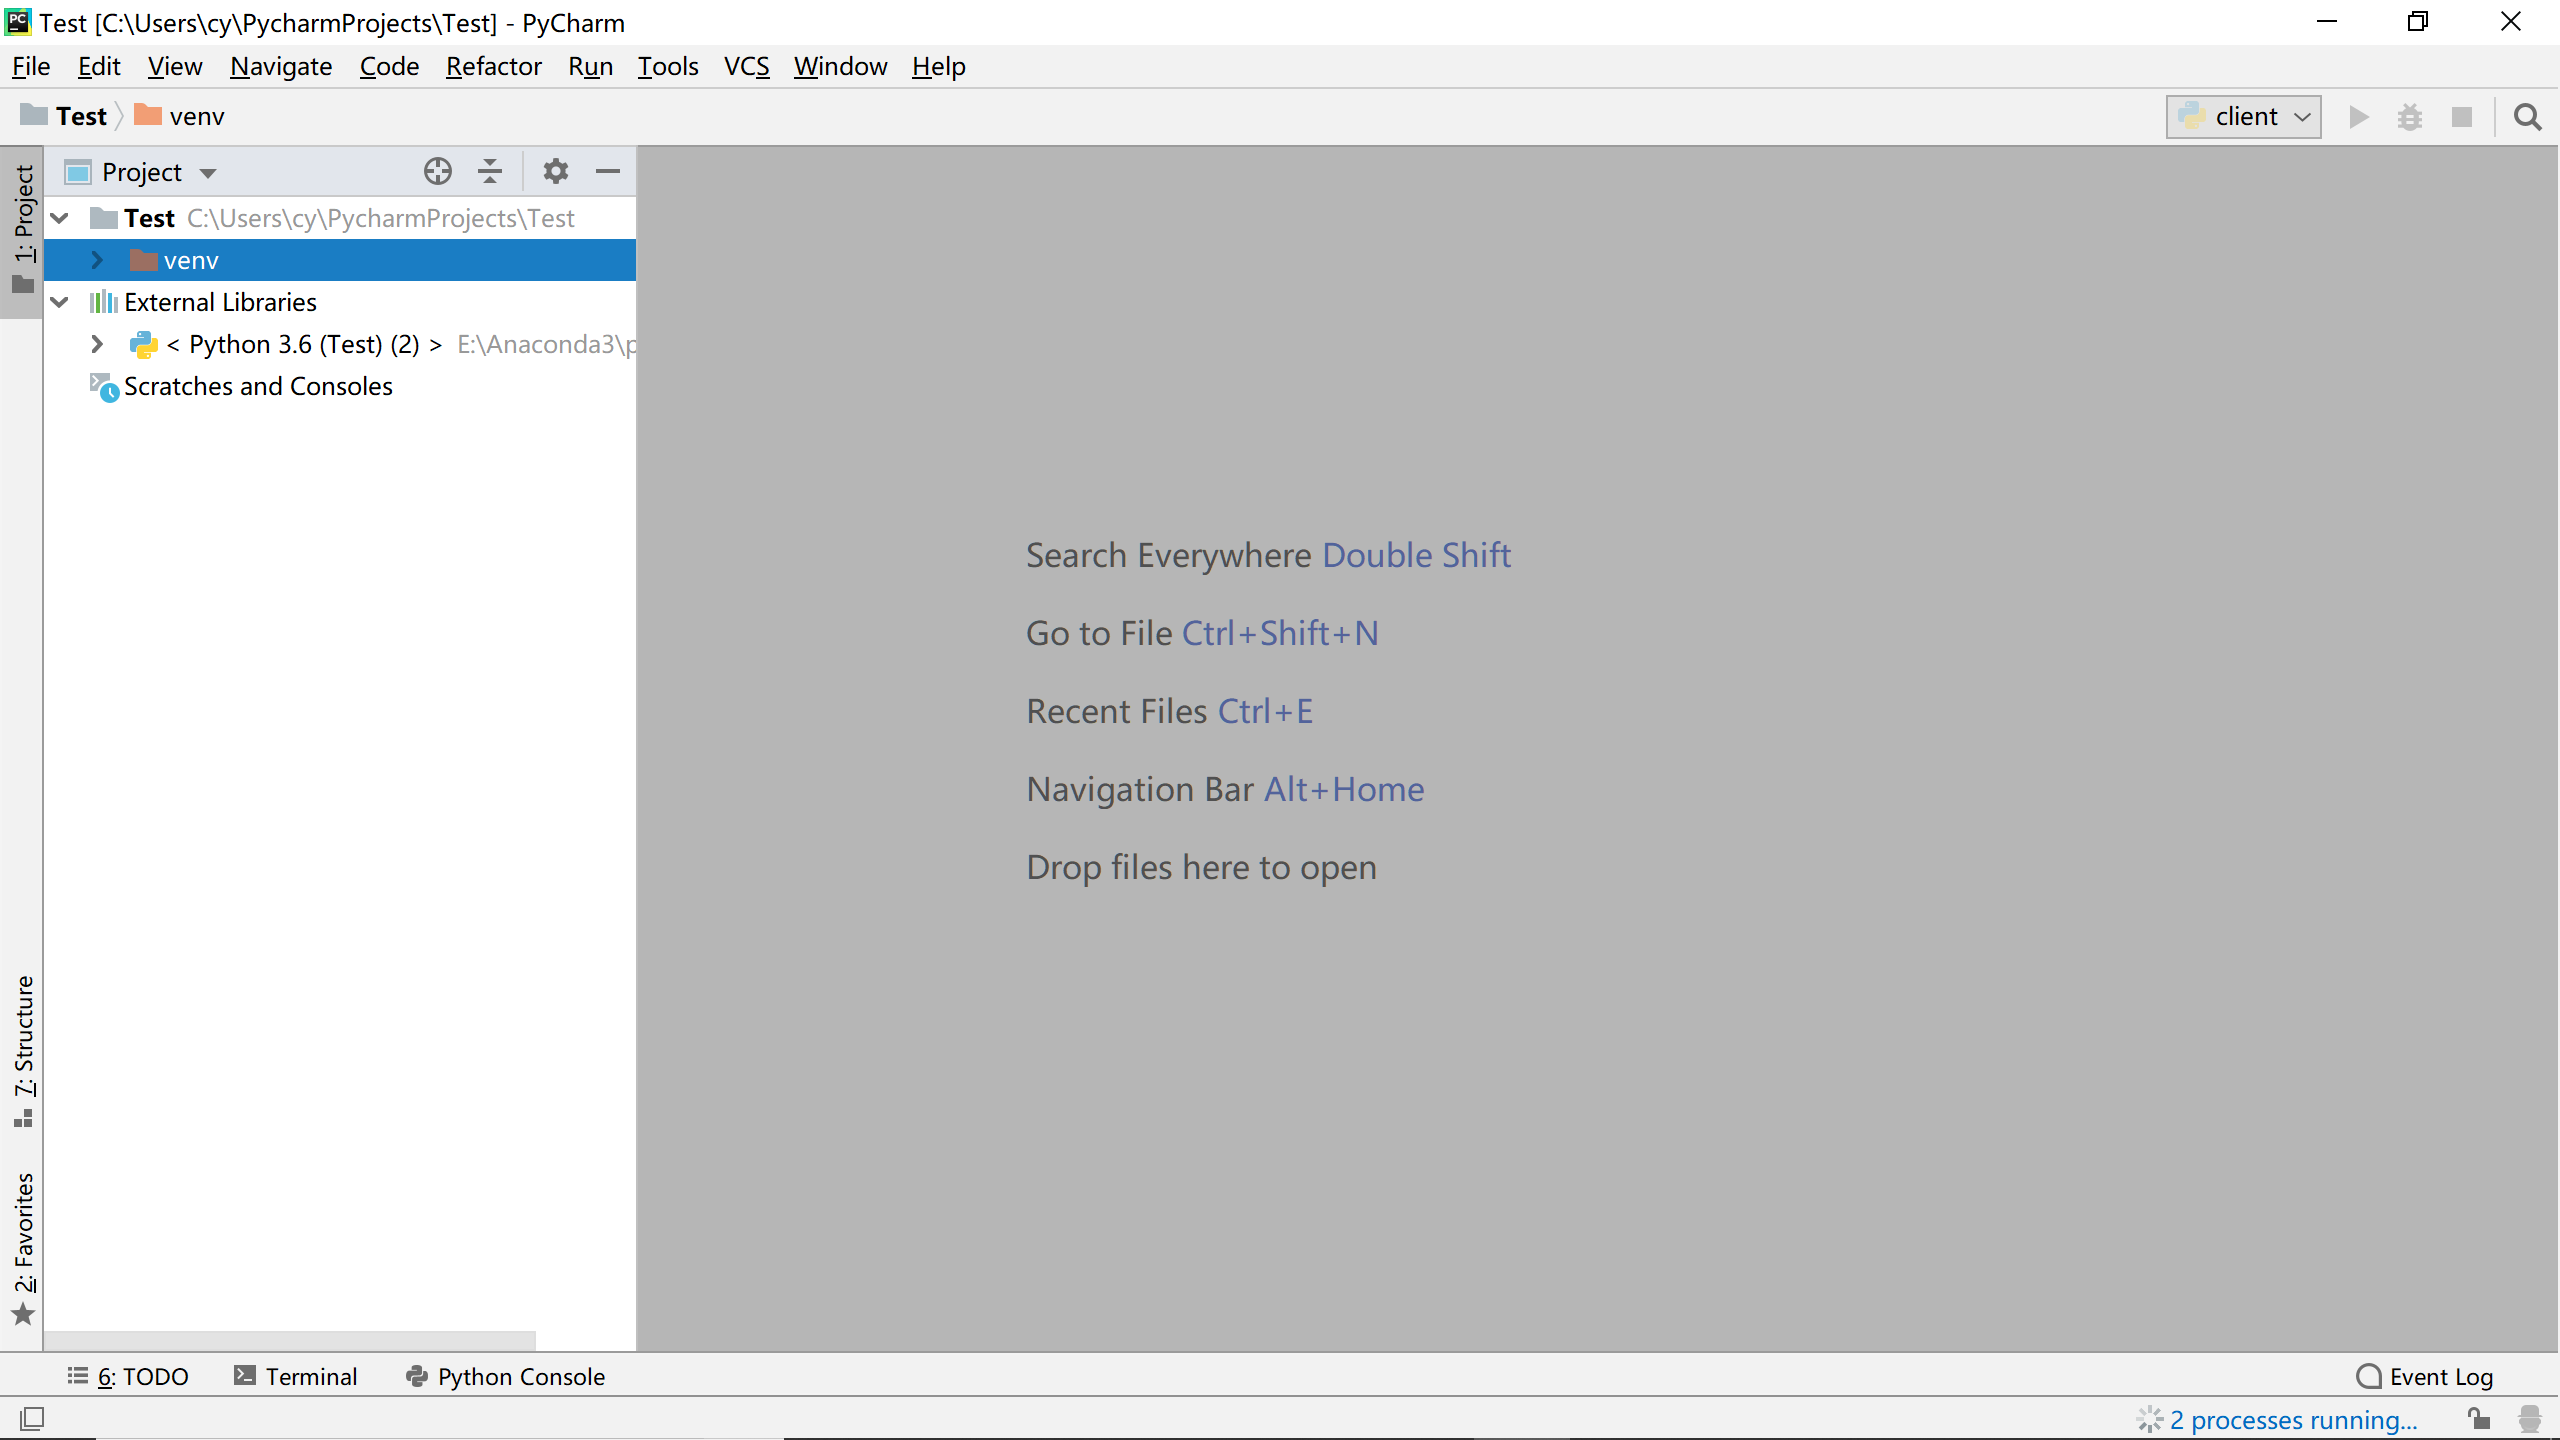 Test [C:\Users\cy\PycharmProjects\Test] - PyCharm
File Edit View Navigate Code Refactor Run Tools VCS Window Help
Test venv client
1: Project
Project
Test C:\Users\cy\PycharmProjects\Test
venv
External Libraries
< Python 3.6 (Test) (2) > E:\Anaconda3\p
Scratches and Consoles
Search Everywhere Double Shift
Go to File Ctrl+Shift+N
Recent Files Ctrl+E
Navigation Bar Alt+Home
Drop files here to open
7: Structure
2: Favorites
6: TODO Terminal Python Console Event Log
2 processes running...